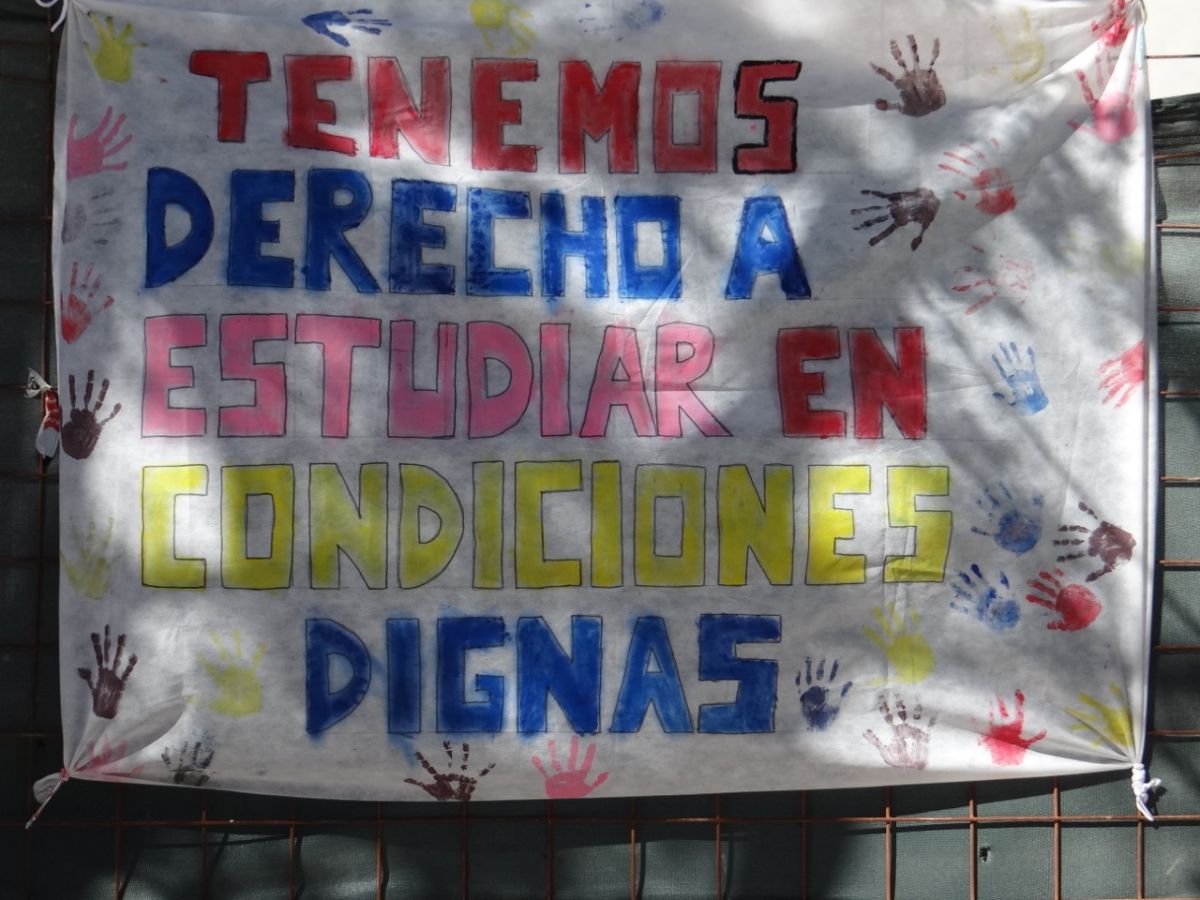 TENEMOS
DERECHO A
ESTUDIAR EN
CONDICIONES
DIGNAS